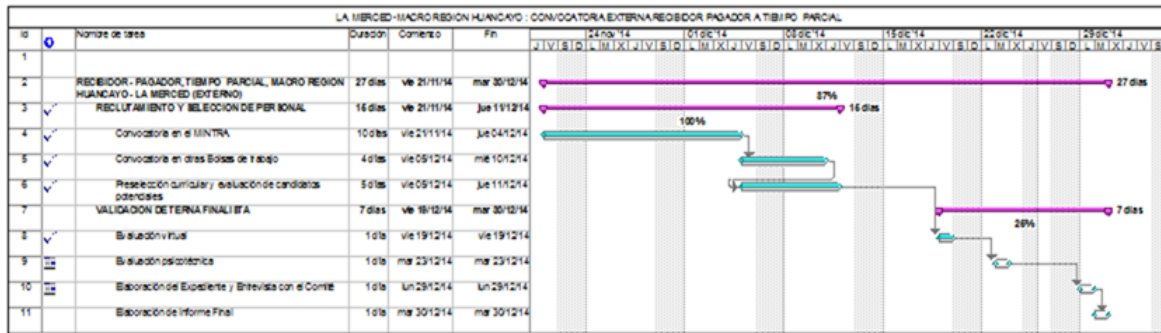 LA MERCED-MACRO REGION HUANCAYO : CONVOCATORIA EXTERNA RECIBIDOR PAGADOR A TIEMPO PARCIAL
Id Nombre de tarea Duración Comienzo Fin 24 nov '14 01 dic '14 08 dic '14 15 dic '14 22 dic '14 29 dic '14
J V S D L M X J V S D L M X J V S D L M X J V S D L M X J V S D L M X J V S D L M X J V S
1
2 RECIBIDOR - PAGADOR, TIEMPO PARCIAL, MACRO REGION HUANCAYO - LA MERCED (EXTERNO) 27 días vie 21/11/14 mar 30/12/14 87% 27 días
3 RECLUTAMIENTO Y SELECCION DE PERSONAL 15 días vie 21/11/14 jue 11/12/14 100% 15 días
4 Convocatoria en el MINTRA 10 días vie 21/11/14 jue 04/12/14
5 Convocatoria en otras Bolsas de trabajo 4 días vie 05/12/14 mié 10/12/14
6 Preselección curricular y evaluación de candidatos potenciales 5 días vie 05/12/14 jue 11/12/14
7 VALIDACION DE TERNA FINALISTA 7 días vie 19/12/14 mar 30/12/14 25% 7 días
8 Evaluación virtual 1 día vie 19/12/14 vie 19/12/14
9 Evaluación psicotécnica 1 día mar 23/12/14 mar 23/12/14
10 Elaboración del Expediente y Entrevista con el Comité 1 día lun 29/12/14 lun 29/12/14
11 Elaboración de Informe Final 1 día mar 30/12/14 mar 30/12/14